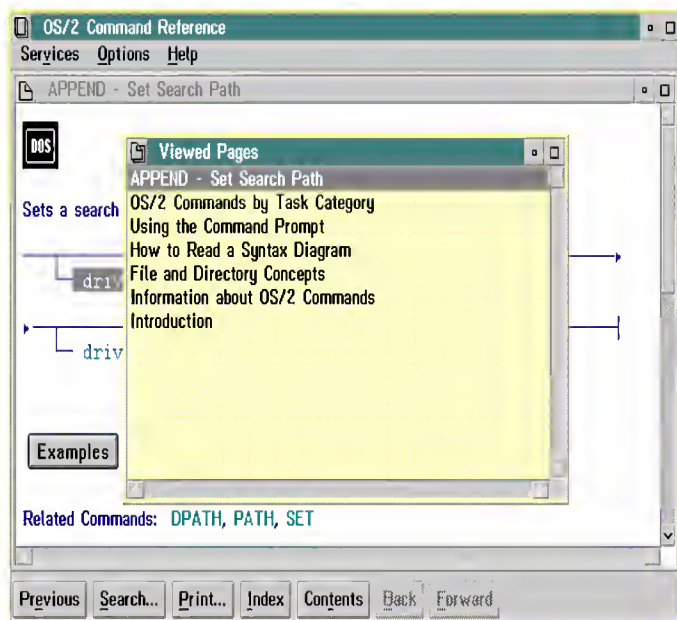 OS/2 Command Reference
Services Options Help
APPEND - Set Search Path
DOS
Viewed Pages
APPEND - Set Search Path
Sets a search
OS/2 Commands by Task Category
Using the Command Prompt
How to Read a Syntax Diagram
File and Directory Concepts
driv
Information about OS/2 Commands
Introduction
driv
Examples
Related Commands: DPATH, PATH, SET
Previous Search... Print... Index Contents Back Forward